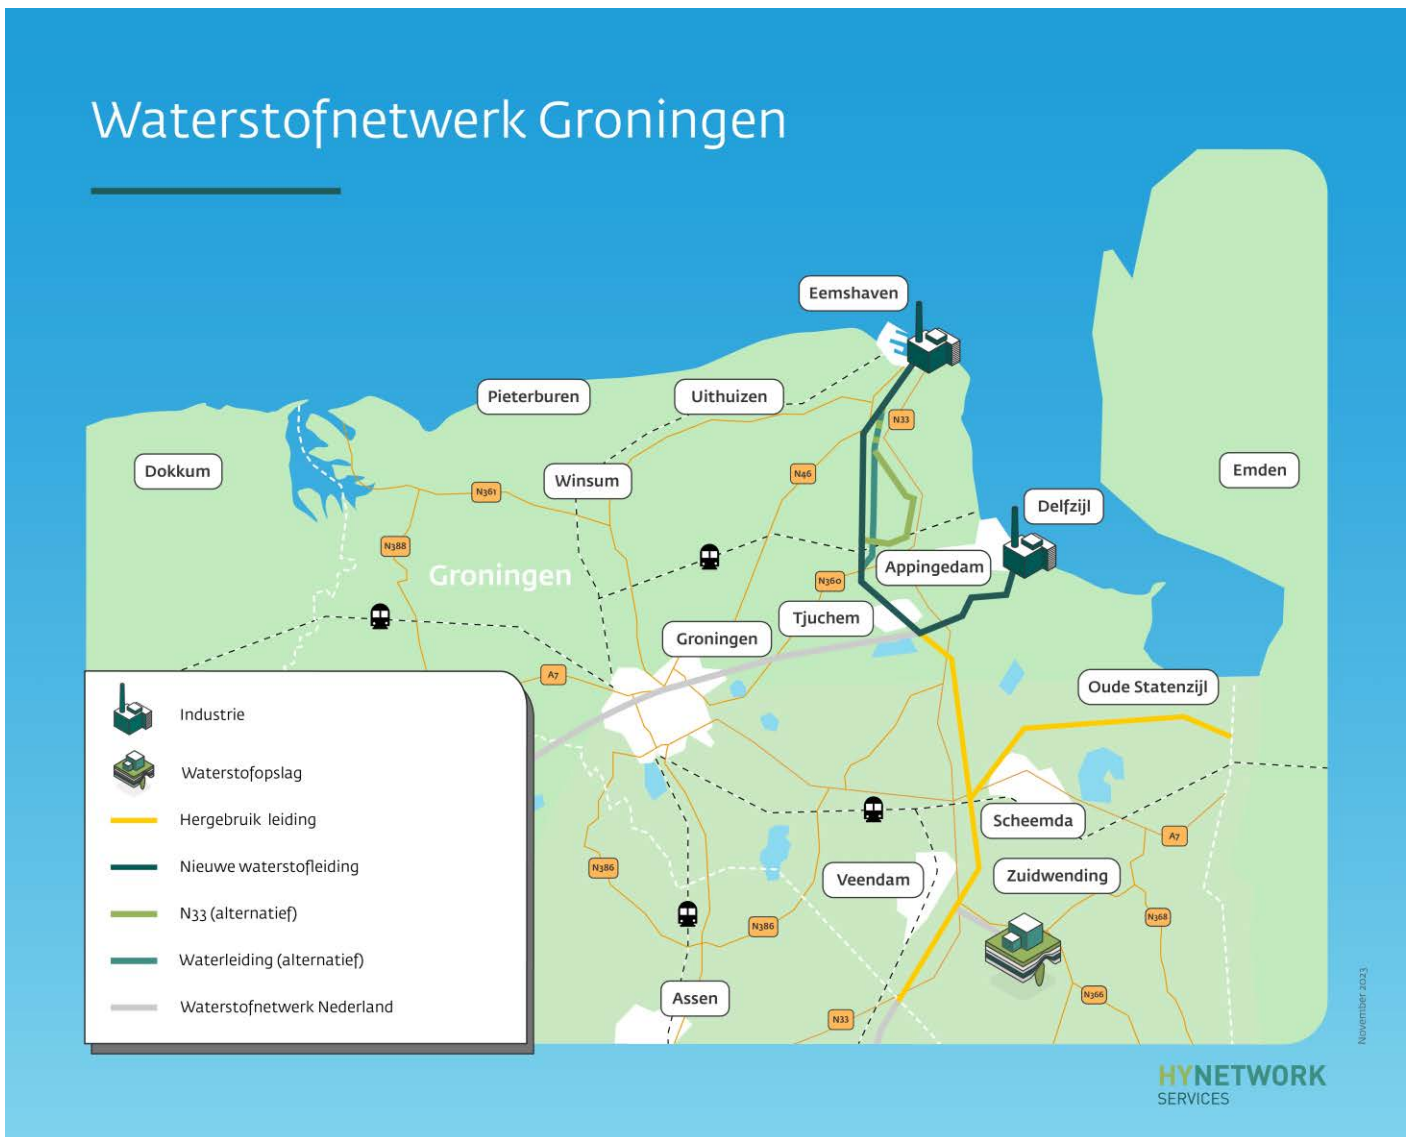 Waterstofnetwerk Groningen
Eemshaven
Pieterburen
Uithuizen
N33
Dokkum
Winsum
N46
Emden
N361
Delfzijl
N388
Groningen
Appingedam
N360
Tjuchem
Groningen
A7
Oude Statenzijl
Industrie
Waterstofopslag
Hergebruik leiding
Nieuwe waterstofleiding
N33 (alternatief)
Waterleiding (alternatief)
Waterstofnetwerk Nederland
Scheemda
A7
N386
Veendam
Zuidwending
N386
N368
Assen
N366
N33
November 2023
HYNETWORK
SERVICES